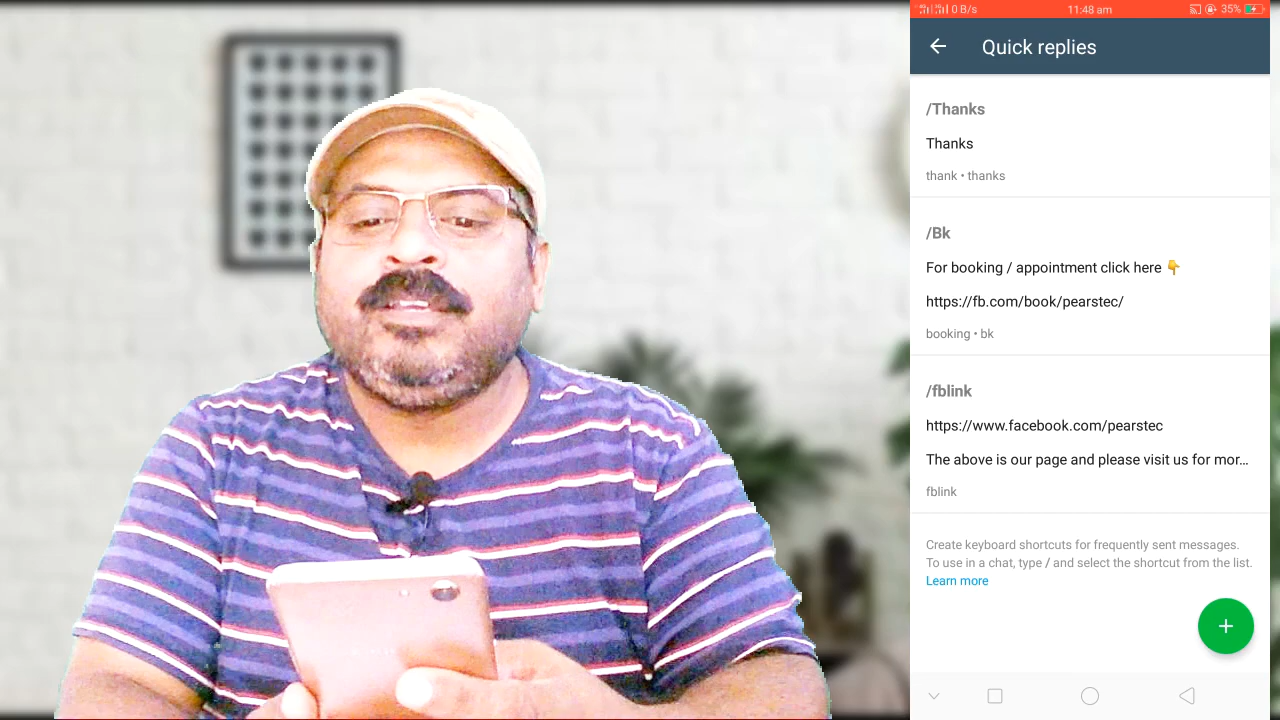 0 B/s 11:48 am 35%
Quick replies
/Thanks
Thanks
thank • thanks
/Bk
For booking / appointment click here 👇
https://fb.com/book/pearstec/
booking • bk
/fblink
https://www.facebook.com/pearstec
The above is our page and please visit us for mor...
fblink
Create keyboard shortcuts for frequently sent messages.
To use in a chat, type / and select the shortcut from the list.
Learn more